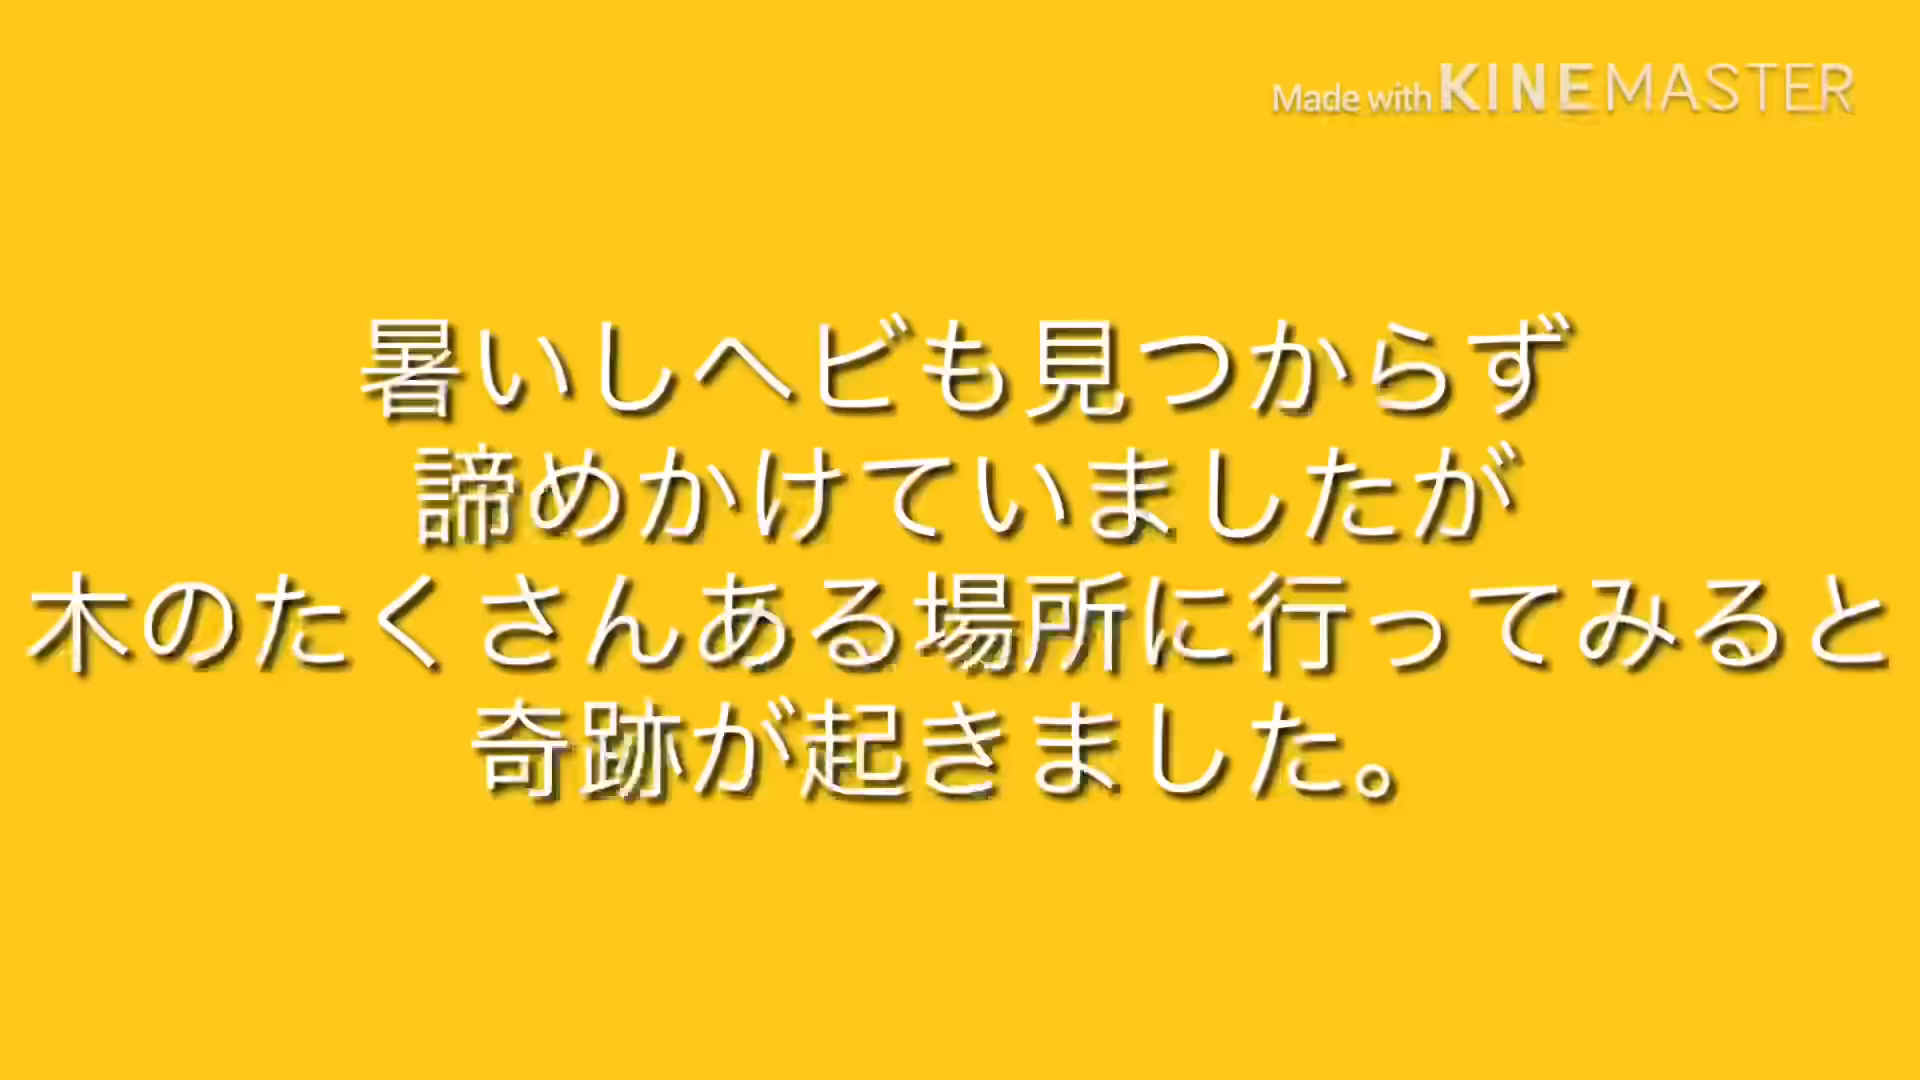 Made with KINEMASTER
暑いしヘビも見つからず
諦めかけていましたが
木のたくさんある場所に行ってみると
奇跡が起きました。